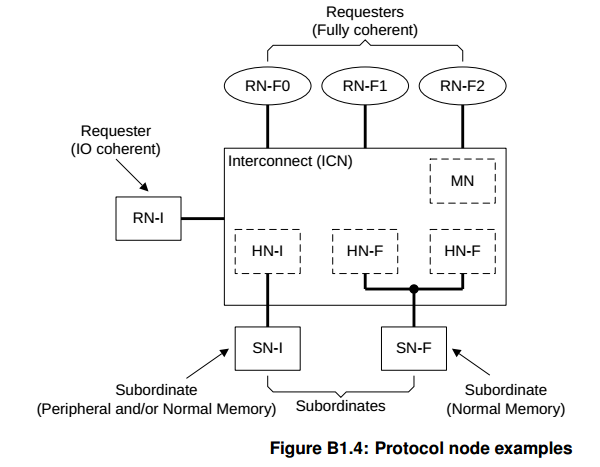 Requesters
(Fully coherent)
RN-F0
RN-F1
RN-F2
Requester
(IO coherent)
Interconnect (ICN)
MN
RN-I
HN-I
HN-F
HN-F
SN-I
SN-F
Subordinate
(Peripheral and/or Normal Memory)
Subordinates
Subordinate
(Normal Memory)
Figure B1.4: Protocol node examples